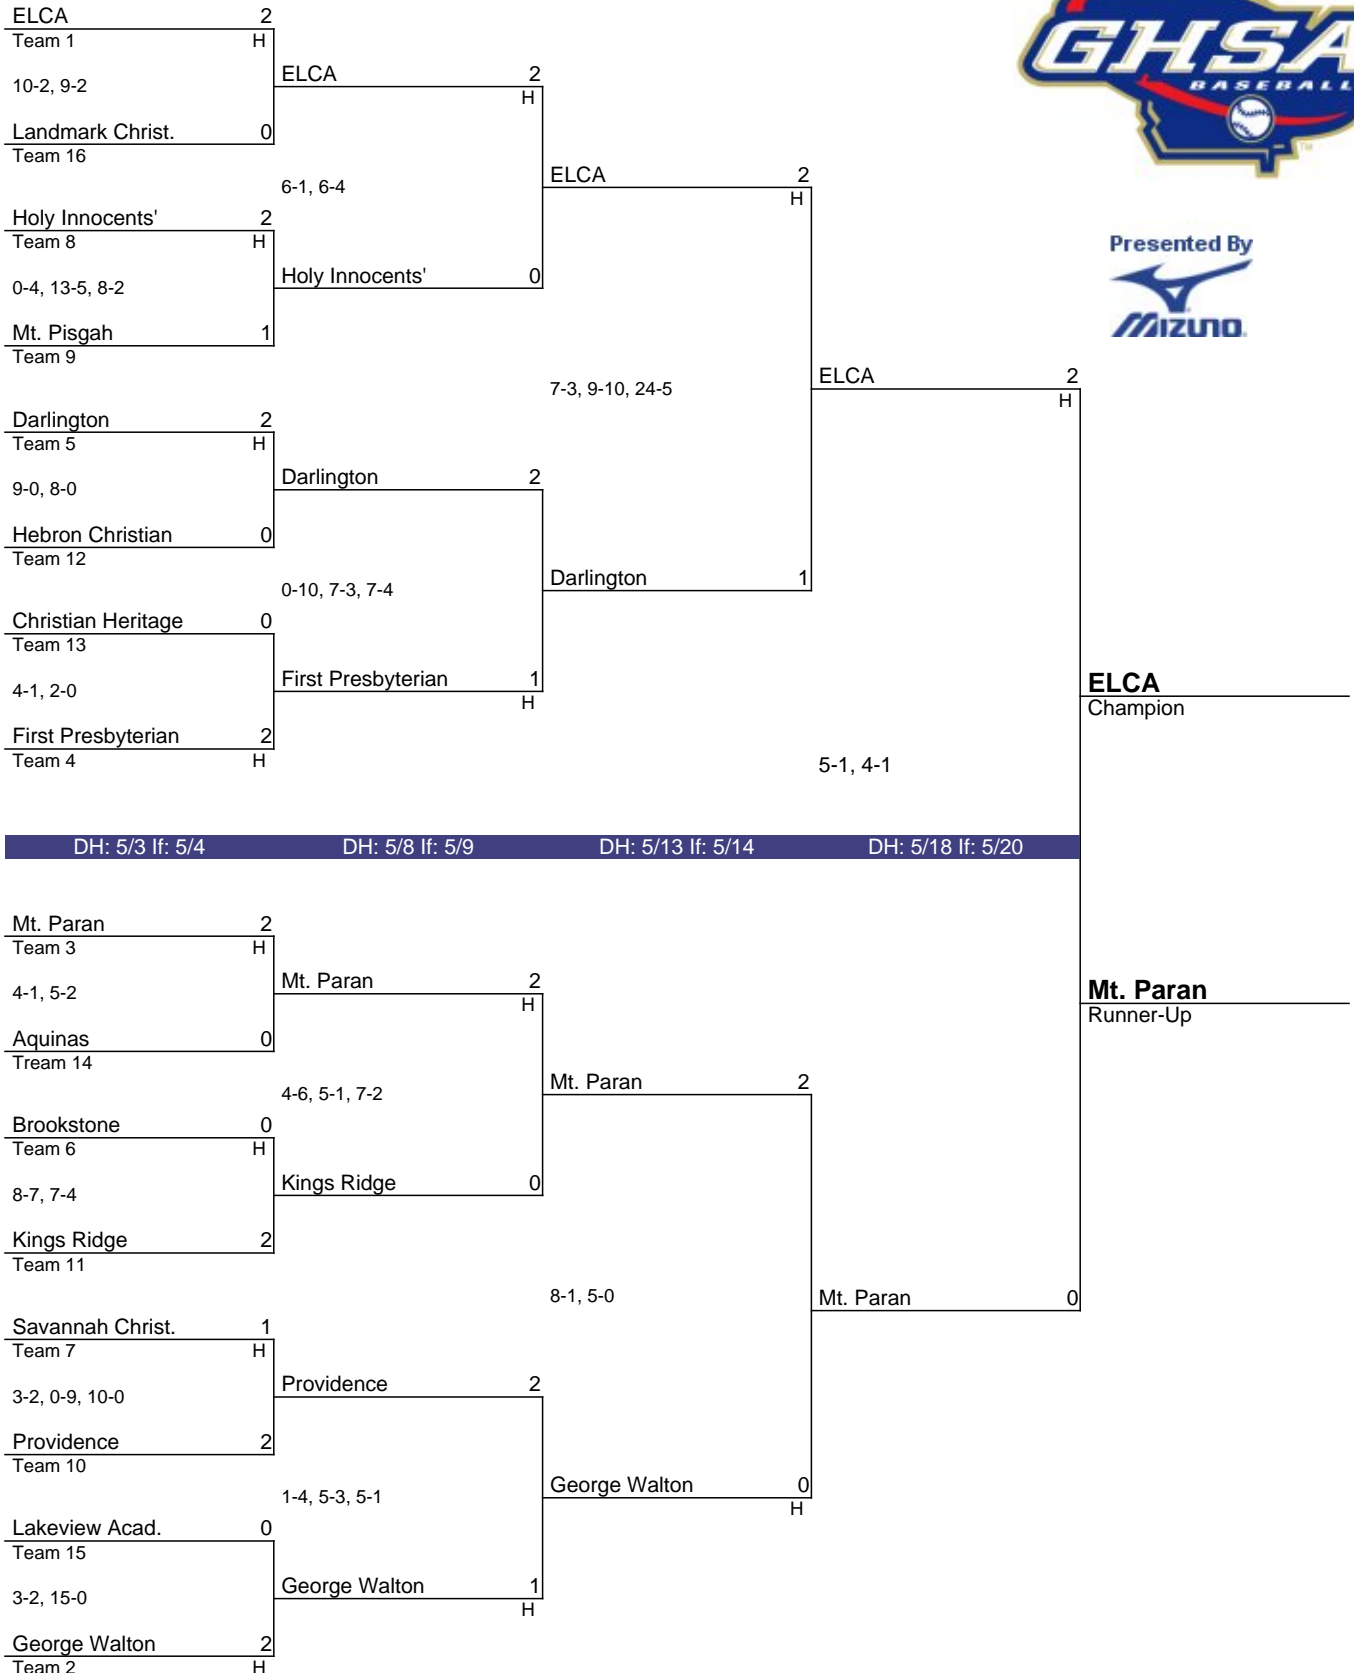 ELCA 2
Team 1 H
10-2, 9-2
Landmark Christ. 0
Team 16
Holy Innocents' 2
Team 8 H
0-4, 13-5, 8-2
Mt. Pisgah 1
Team 9
Darlington 2
Team 5 H
9-0, 8-0
Hebron Christian 0
Team 12
Christian Heritage 0
Team 13
4-1, 2-0
First Presbyterian 2
Team 4 H
ELCA 2
H
6-1, 6-4
Holy Innocents' 0
Darlington 2
0-10, 7-3, 7-4
First Presbyterian 1
H
ELCA 2
H
7-3, 9-10, 24-5
Darlington 1
ELCA 2
H
5-1, 4-1
GHSA
BASEBALL
TM
Presented By
MIZUNO
ELCA
Champion
DH: 5/3 If: 5/4 DH: 5/8 If: 5/9 DH: 5/13 If: 5/14 DH: 5/18 If: 5/20
Mt. Paran 2
Team 3 H
4-1, 5-2
Aquinas 0
Tream 14
Brookstone 0
Team 6 H
8-7, 7-4
Kings Ridge 2
Team 11
Savannah Christ. 1
Team 7 H
3-2, 0-9, 10-0
Providence 2
Team 10
Lakeview Acad. 0
Team 15
3-2, 15-0
George Walton 2
Team 2 H
Mt. Paran 2
H
4-6, 5-1, 7-2
Kings Ridge 0
Providence 2
1-4, 5-3, 5-1
George Walton 1
H
Mt. Paran 2
8-1, 5-0
George Walton 0
H
Mt. Paran 0
Mt. Paran
Runner-Up